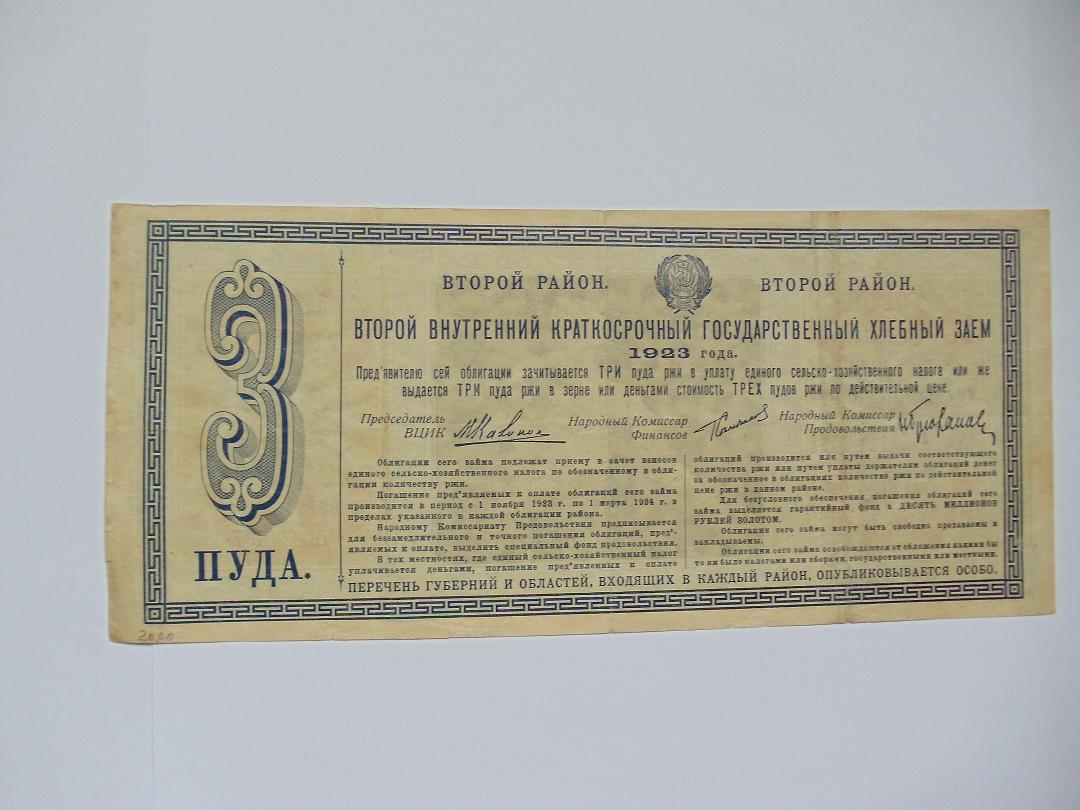 3
ПУДА.
ВТОРОЙ РАЙОН.
ВТОРОЙ РАЙОН.
ВТОРОЙ ВНУТРЕННИЙ КРАТКОСРОЧНЫЙ ГОСУДАРСТВЕННЫЙ ХЛЕБНЫЙ ЗАЕМ
1923 года.
Пред'явителю сей облигации зачитывается ТРИ пуда ржи в уплату единого сельско-хозяйственного налога или же
выдается ТРИ пуда ржи в зерне или деньгами стоимость ТРЕХ пудов ржи по действительной цене.
Председатель
ВЦИК
Народный Комиссар
Финансов
Народный Комиссар
Продовольствия
Облигации сего займа подлежат приему в зачет взносов
единого сельско-хозяйственного налога по обозначенному в обли-
гации количеству ржи.
Погашение пред'являемых к оплате облигаций сего займа
производится в период с 1 ноября 1923 г. по 1 марта 1924 г. в
пределах указанного в каждой облигации района.
Народному Комиссариату Продовольствия предписывается
для беззамедлительного и точного погашения облигаций, пред'-
являемых к оплате, выделить специальный фонд продовольствия.
В тех местностях, где единый сельско-хозяйственный налог
уплачивается деньгами, погашение пред'явленных к оплате
облигаций производится или путем выдачи соответствующего
количества ржи или путем уплаты держателям облигаций денег
за обозначенное в облигациях количество ржи по действительной
цене ржи в данном районе.
Для безусловного обеспечения погашения облигаций сего
займа выделяется гарантийный фонд в ДЕСЯТЬ МИЛЛИОНОВ
РУБЛЕЙ ЗОЛОТОМ.
Облигации сего займа могут быть свободно продаваемы и
закладываемы.
Облигации сего займа освобождаются от обложения какими бы
то ни было налогами или сборами, государственными или местными.
ПЕРЕЧЕНЬ ГУБЕРНИЙ И ОБЛАСТЕЙ, ВХОДЯЩИХ В КАЖДЫЙ РАЙОН, ОПУБЛИКОВЫВАЕТСЯ ОСОБО.
20,00